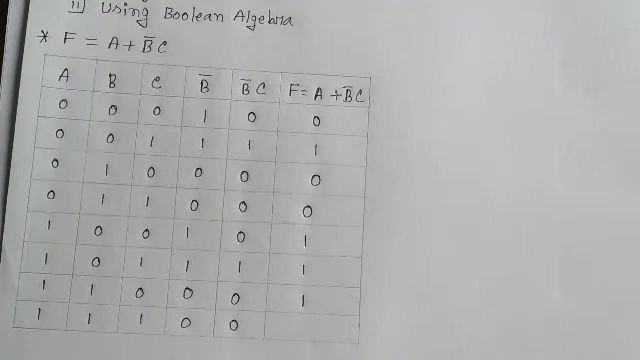 ii) Using Boolean Algebra
* F = A + B̅ C
A B C B̅ B̅ C F = A + B̅ C
0 0 0 1 0 0
0 0 1 1 1 1
0 1 0 0 0 0
0 1 1 0 0 0
1 0 0 1 0 1
1 0 1 1 1 1
1 1 0 0 0 1
1 1 1 0 0